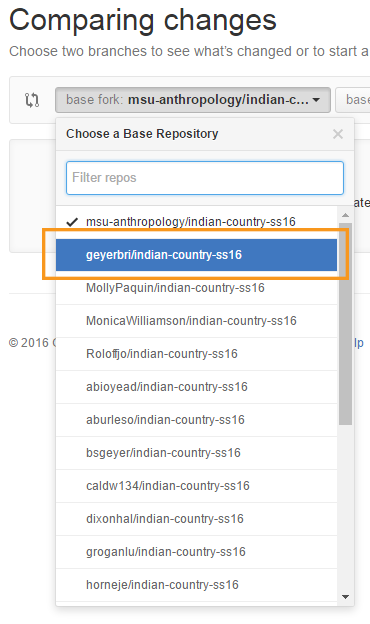 Comparing changes
Choose two branches to see what's changed or to start a
base fork: msu-anthropology/indian-c...
base
Choose a Base Repository
Filter repos
msu-anthropology/indian-country-ss16
geyerbri/indian-country-ss16
MollyPaquin/indian-country-ss16
MonicaWilliamson/indian-country-ss16
Roloffjo/indian-country-ss16
© 2016
abioyead/indian-country-ss16
aburleso/indian-country-ss16
bsgeyer/indian-country-ss16
caldw134/indian-country-ss16
dixonhal/indian-country-ss16
groganlu/indian-country-ss16
horneje/indian-country-ss16